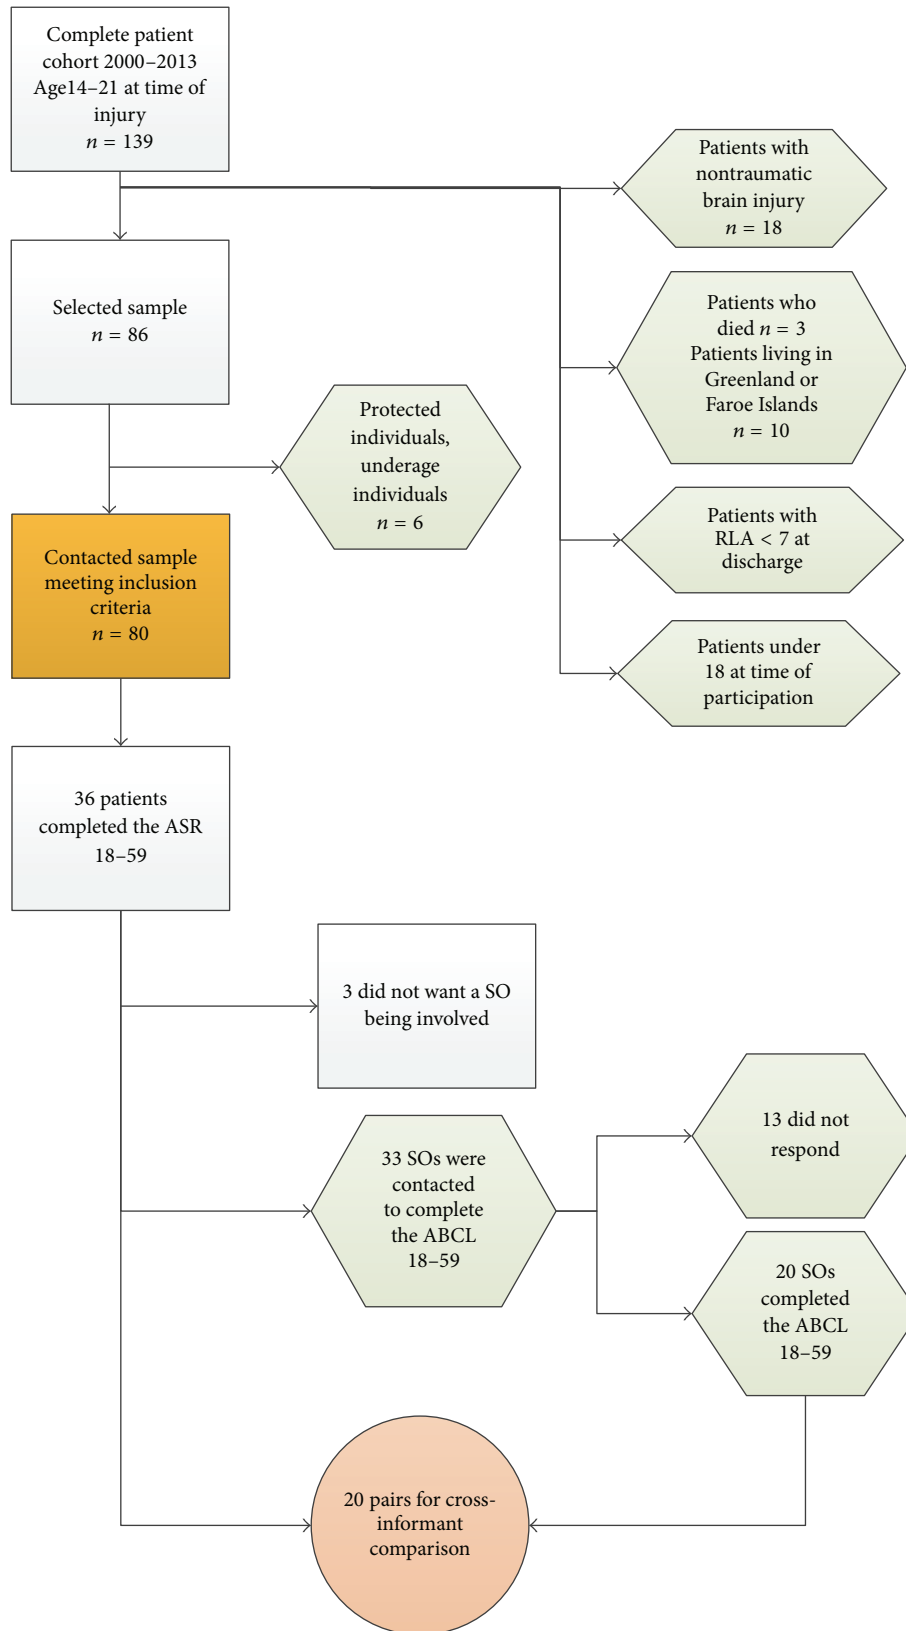 Complete patient
cohort 2000–2013
Age14–21 at time of
injury
n = 139
Patients with
nontraumatic
brain injury
n = 18
Selected sample
n = 86
Patients who
died n = 3
Patients living in
Greenland or
Faroe Islands
n = 10
Protected
individuals,
underage
individuals
n = 6
Patients with
RLA < 7 at
discharge
Contacted sample
meeting inclusion
criteria
n = 80
Patients under
18 at time of
participation
36 patients
completed the ASR
18–59
3 did not want a SO
being involved
33 SOs were
contacted
to complete
the ABCL
18–59
13 did not
respond
20 SOs
completed
the ABCL
18–59
20 pairs for cross-
informant
comparison